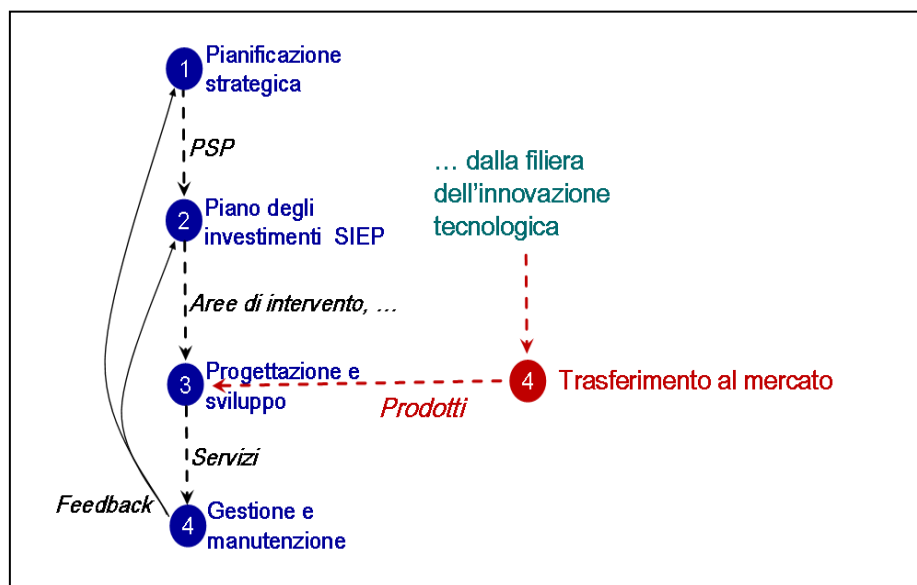 1
Pianificazione
strategica
PSP
2
Piano degli
investimenti SIEP
Aree di intervento, …
3
Progettazione e
sviluppo
Servizi
Feedback
4
Gestione e
manutenzione
… dalla filiera
dell'innovazione
tecnologica
4
Trasferimento al mercato
Prodotti